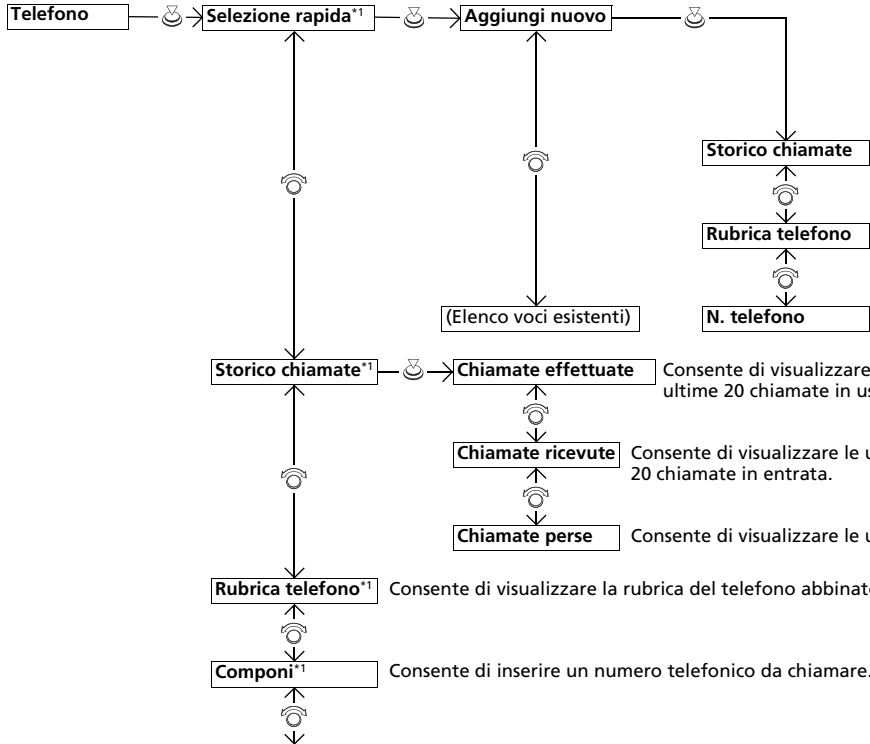 Telefono
Selezione rapida*1
Aggiungi nuovo
Storico chiamate
Rubrica telefono
N. telefono
(Elenco voci esistenti)
Storico chiamate*1
Chiamate effettuate
Consente di visualizzare
ultime 20 chiamate in
Chiamate ricevute
Consente di visualizzare le
20 chiamate in entrata.
Chiamate perse
Consente di visualizzare le
Rubrica telefono*1
Consente di visualizzare la rubrica del telefono
Componi*1
Consente di inserire un numero telefonico da chiamare.